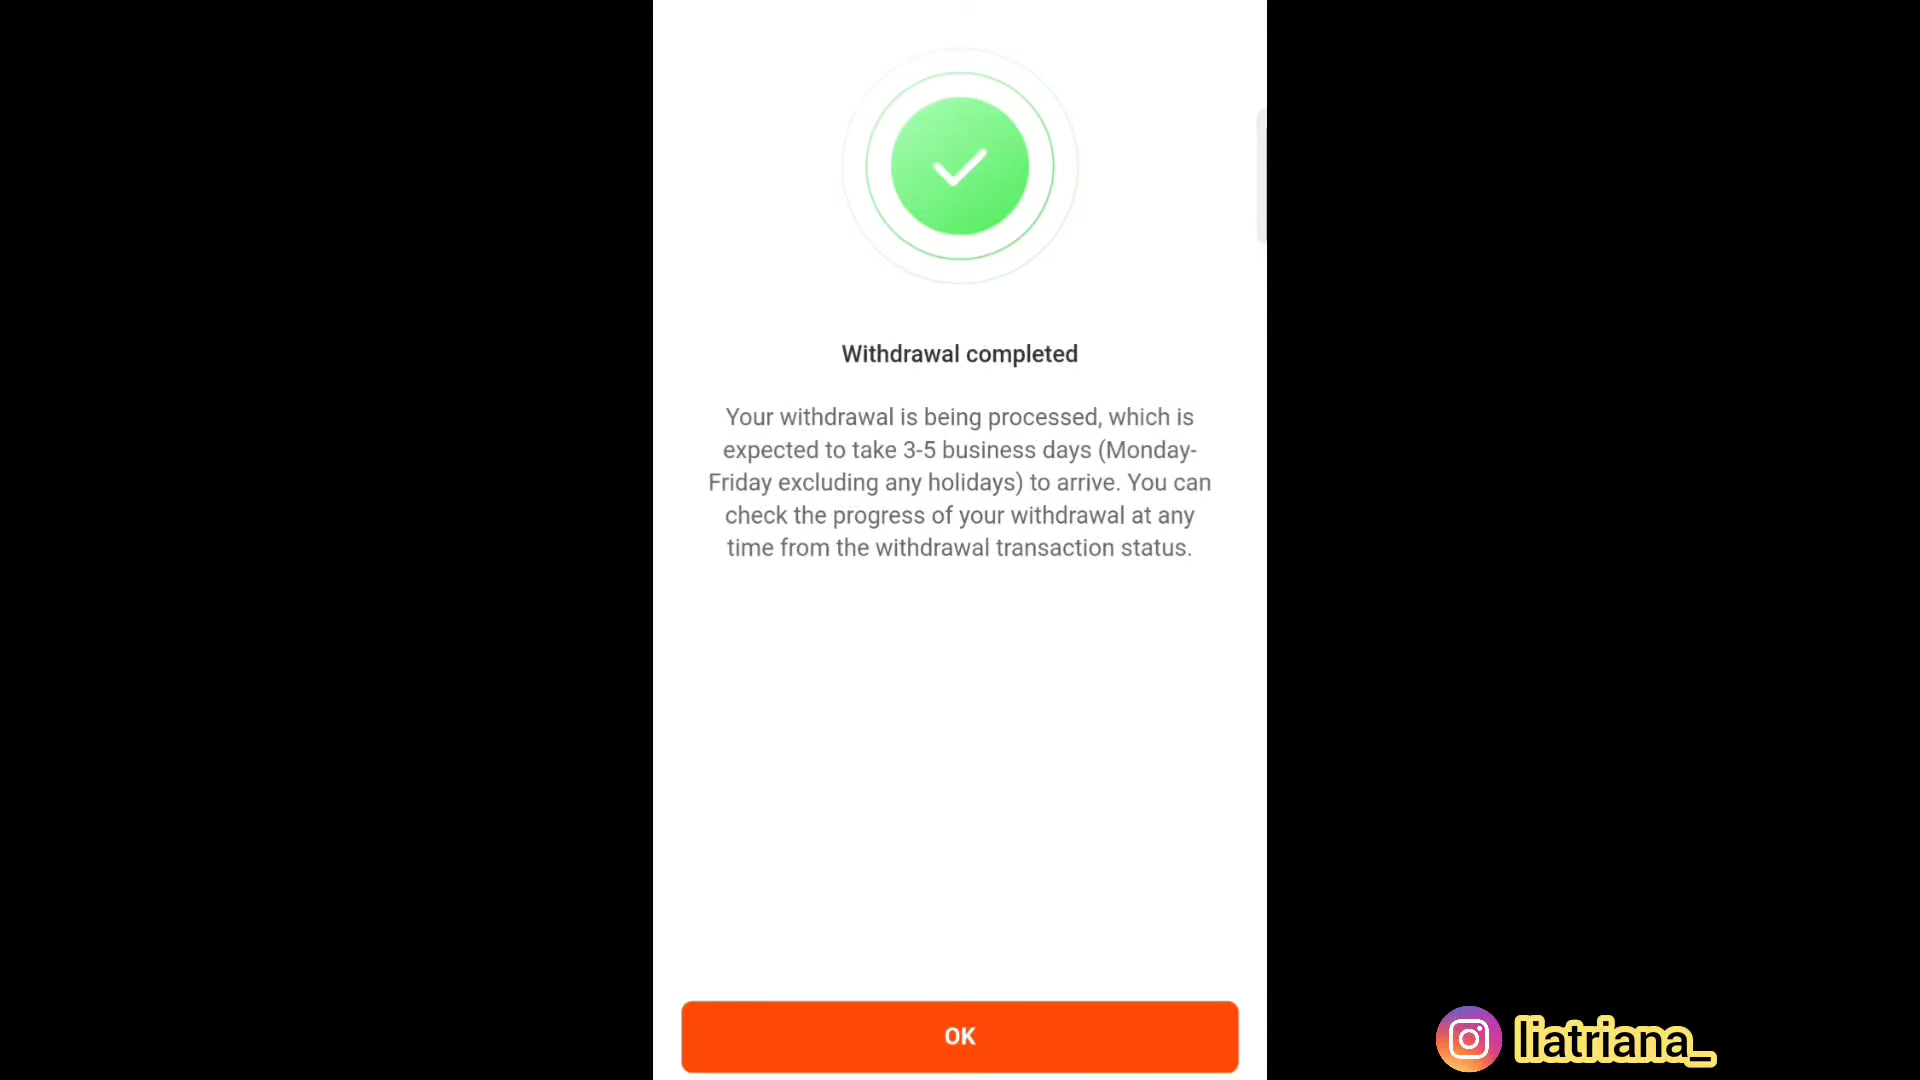 Withdrawal completed
Your withdrawal is being processed, which is
expected to take 3-5 business days (Monday-
Friday excluding any holidays) to arrive. You can
check the progress of your withdrawal at any
time from the withdrawal transaction status.
OK
liatriana_